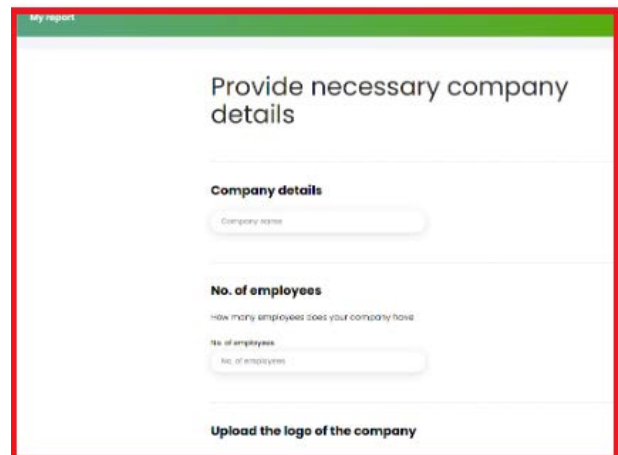 My report
Provide necessary company
details
Company details
Company name
No. of employees
How many employees does your company have
No. of employees
No. of employees
Upload the logo of the company